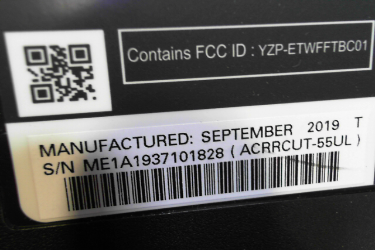 Contains FCC ID : YZP-ETWFFTBC01
MANUFACTURED: SEPTEMBER 2019 T
S/N ME1A1937101828 ( ACRRCUT-55UL )